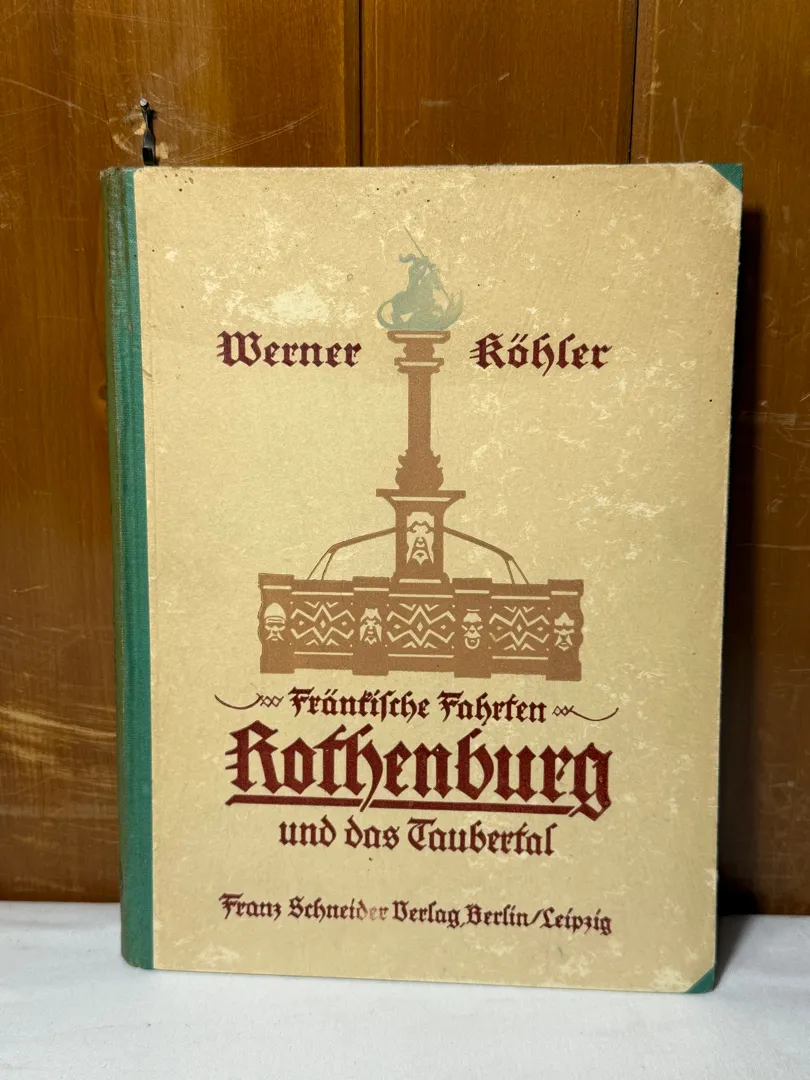 Werner Köhler
Fränkische Fahrten
Rothenburg
und das Taubertal
Franz Schneider Verlag, Berlin/Leipzig